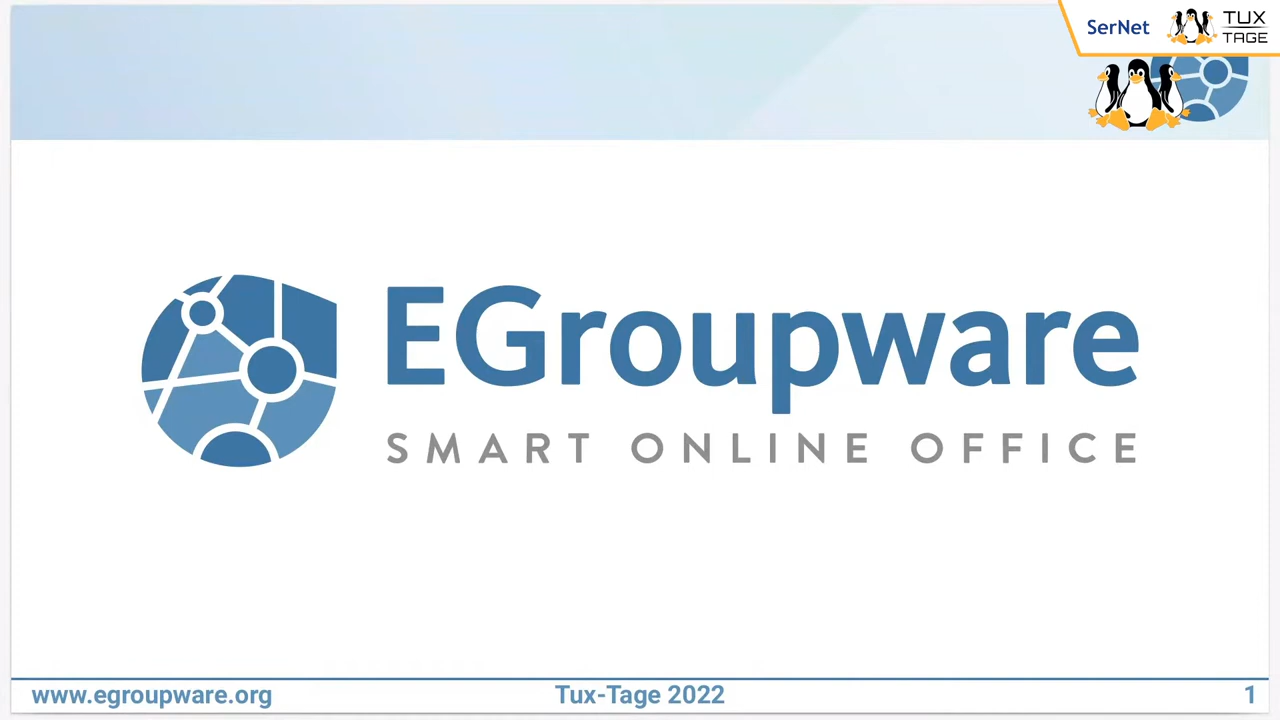 SerNet
TUX
TAGE
EGroupware
SMART ONLINE OFFICE
www.egroupware.org
Tux-Tage 2022
1